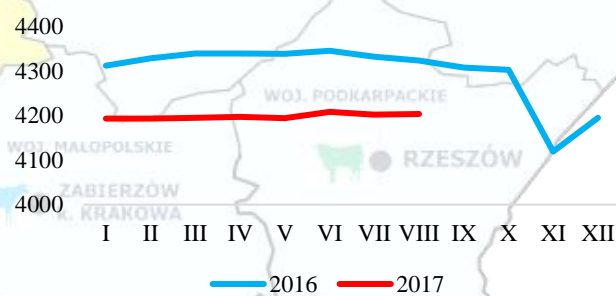 4400
4300
4200
4100
4000
WOJ. PODKARPACKIE
WOJ. MAŁOPOLSKIE
RZESZÓW
ZABIERZÓW
k. KRAKOWA
I II III IV V VI VII VIII IX X XI XII
2016 2017